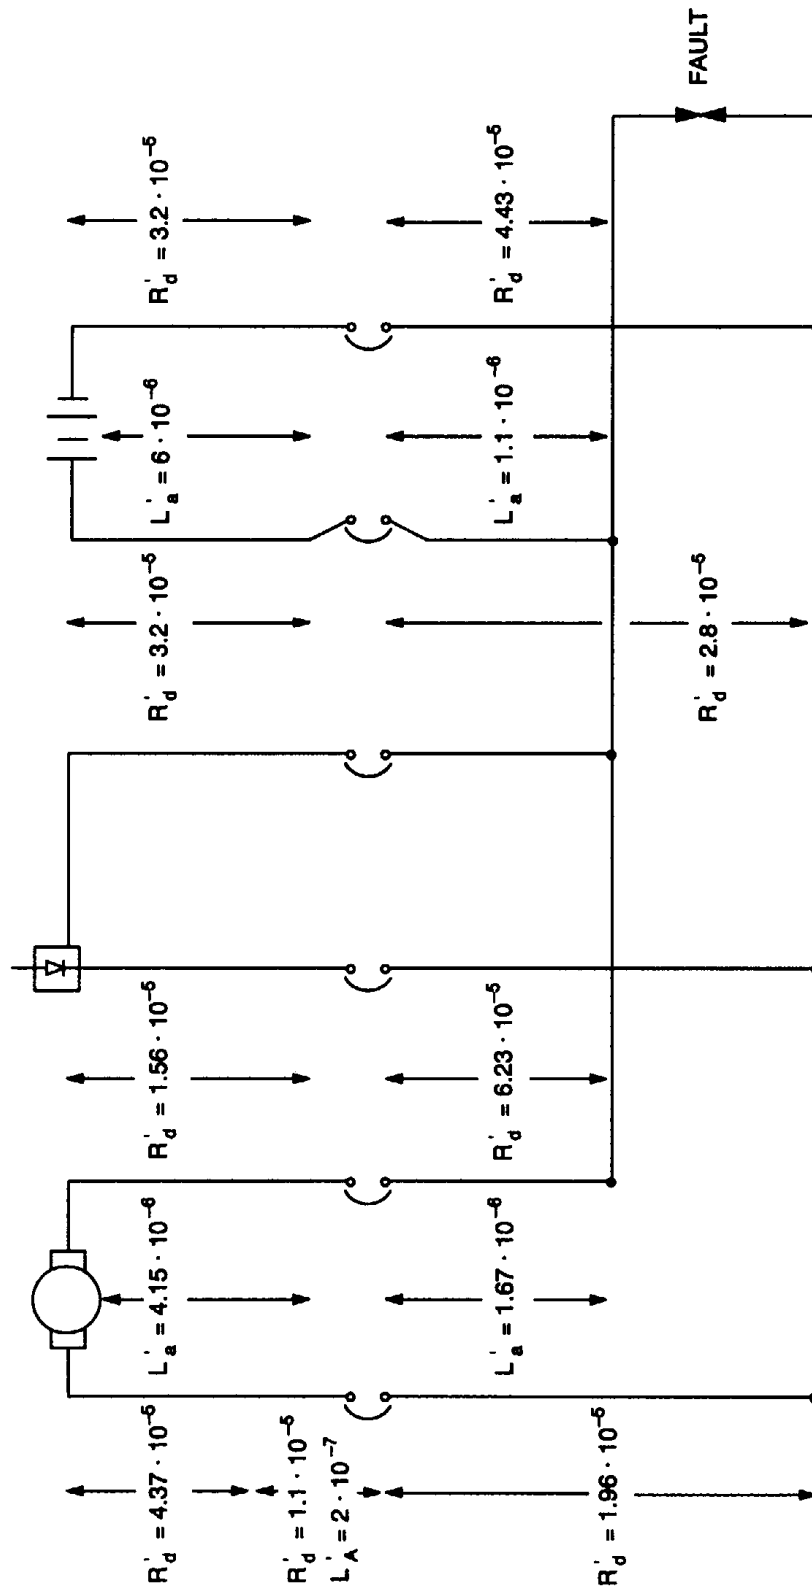 R'd = 4.37 · 10⁻⁵
L'a = 4.15 · 10⁻⁶
R'd = 1.56 · 10⁻⁵
R'd = 3.2 · 10⁻⁵
L'a = 6 · 10⁻⁶
R'd = 3.2 · 10⁻⁵
R'd = 1.1 · 10⁻⁵
L'A = 2 · 10⁻⁷
L'a = 1.67 · 10⁻⁶
R'd = 6.23 · 10⁻⁵
L'a = 1.1 · 10⁻⁶
R'd = 4.43 · 10⁻⁵
R'd = 1.96 · 10⁻⁵
R'd = 2.8 · 10⁻⁵
FAULT